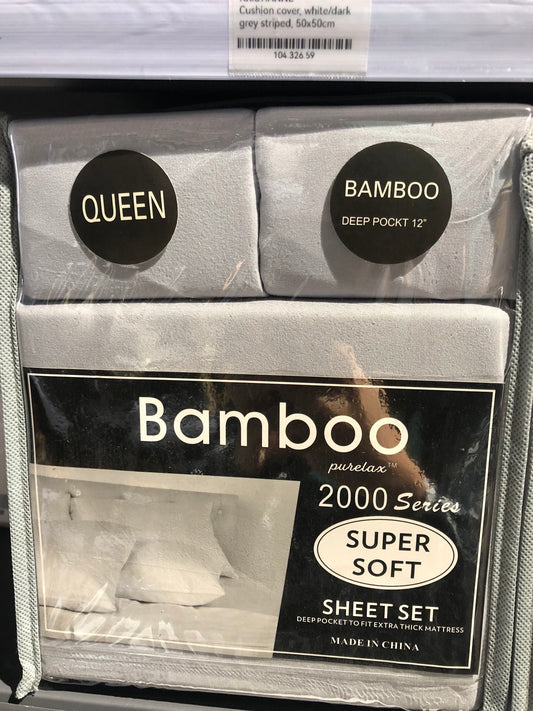 Cushion cover, white/dark
grey striped, 50x50cm
104.326.59
QUEEN
BAMBOO
DEEP POCKT 12"
Bamboo
purelax™
2000 Series
SUPER
SOFT
SHEET SET
DEEP POCKET TO FIT EXTRA THICK MATTRESS
MADE IN CHINA